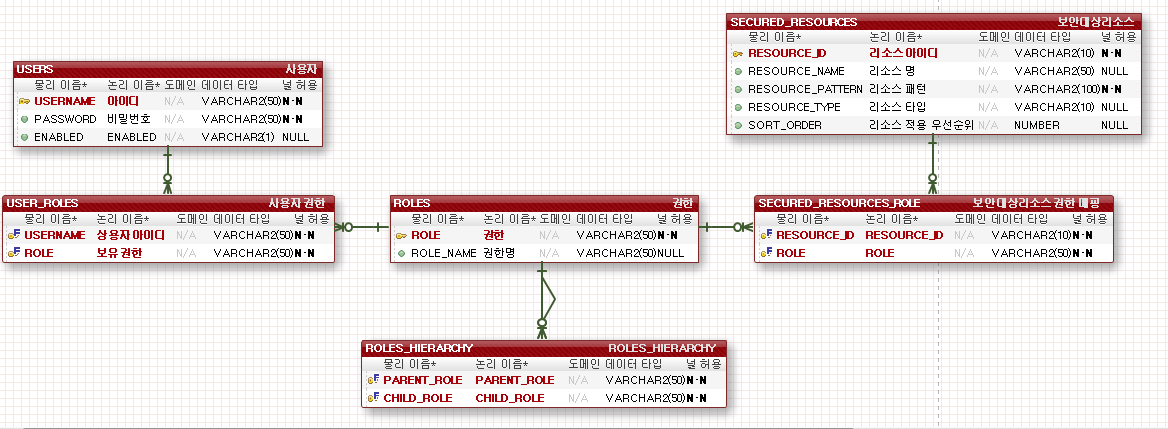 USERS 사용자
물리 이름* 논리 이름* 도메인 데이터 타입 널 허용
USERNAME 아이디 N/A VARCHAR2(50) N-N
PASSWORD 비밀번호 N/A VARCHAR2(50) N-N
ENABLED ENABLED N/A VARCHAR2(1) NULL
SECURED_RESOURCES 보안대상리소스
물리 이름* 논리 이름* 도메인 데이터 타입 널 허용
RESOURCE_ID 리소스 아이디 N/A VARCHAR2(10) N-N
RESOURCE_NAME 리소스 명 N/A VARCHAR2(50) NULL
RESOURCE_PATTERN 리소스 패턴 N/A VARCHAR2(100) N-N
RESOURCE_TYPE 리소스 타입 N/A VARCHAR2(10) NULL
SORT_ORDER 리소스 적용 우선순위 N/A NUMBER NULL
USER_ROLES 사용자 권한
물리 이름* 논리 이름* 도메인 데이터 타입 널 허용
USERNAME 상용자 아이디 N/A VARCHAR2(50) N-N
ROLE 보유 권한 N/A VARCHAR2(50) N-N
ROLES 권한
물리 이름* 논리 이름* 도메인 데이터 타입 널 허용
ROLE 권한 N/A VARCHAR2(50) N-N
ROLE_NAME 권한명 N/A VARCHAR2(50) NULL
SECURED_RESOURCES_ROLE 보안대상리소스 권한 매핑
물리 이름* 논리 이름* 도메인 데이터 타입 널 허용
RESOURCE_ID RESOURCE_ID N/A VARCHAR2(10) N-N
ROLE ROLE N/A VARCHAR2(50) N-N
ROLES_HIERARCHY ROLES_HIERARCHY
물리 이름* 논리 이름* 도메인 데이터 타입 널 허용
PARENT_ROLE PARENT_ROLE N/A VARCHAR2(50) N-N
CHILD_ROLE CHILD_ROLE N/A VARCHAR2(50) N-N